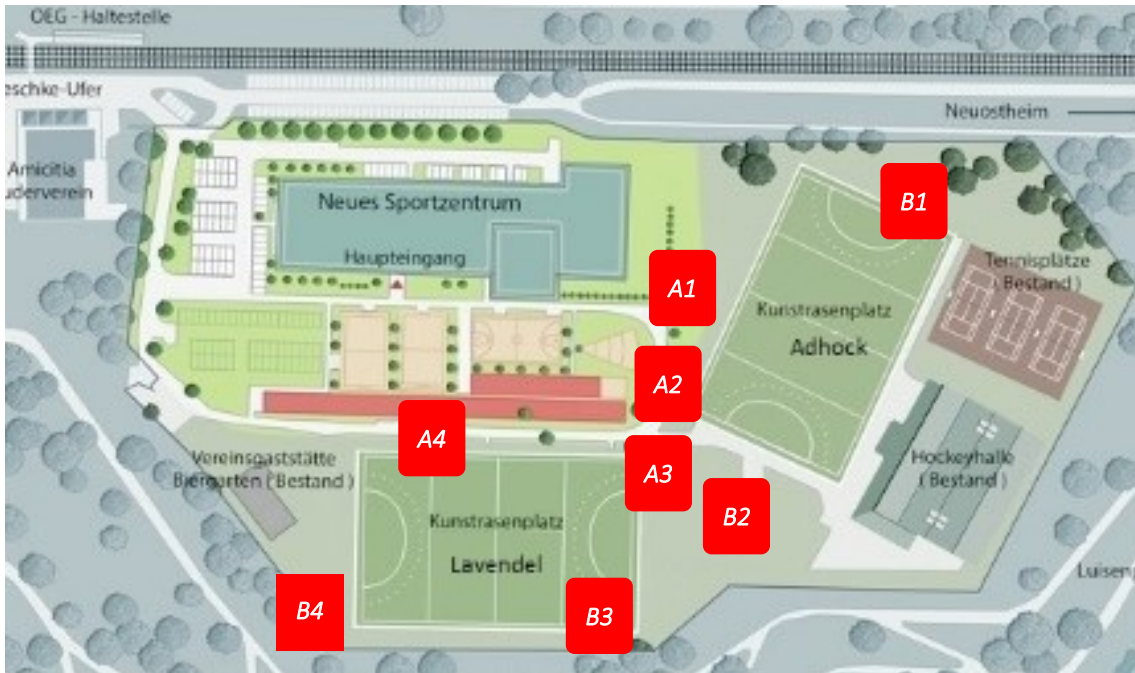 OEG - Haltestelle
eschke-Ufer
Neuostheim
Amicitia
uderverein
Neues Sportzentrum
B1
Haupteingang
A1
Tennisplätze
( Bestand )
Kunstrasenplatz
Adhock
A2
A4
A3
Vereinsgaststätte
Biergarten ( Bestand )
Hockeyhalle
( Bestand )
B2
Kunstrasenplatz
Lavendel
Luisenp
B4
B3